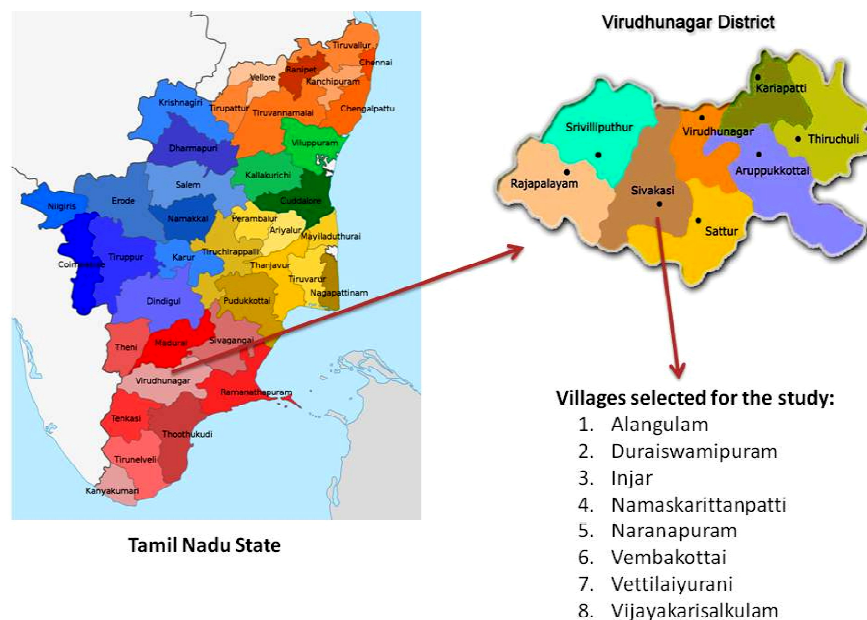 Virudhunagar District
Tiruvallur
Chennai
Ranipet
Vellore
Kanchipuram
Krishnagiri
Tirupattur
Tiruvannamalai
Chengalpattu
Dharmapuri
Viluppuram
Kallakurichi
Salem
Erode
Nilgiris
Namakkal
Cuddalore
Perambalur
Ariyalur
Mayiladuthurai
Tiruppur
Karur
Tiruchirappalli
Thanjavur
Tiruvarur
Nagapattinam
Dindigul
Pudukkottai
Theni
Madurai
Sivagangai
Virudhunagar
Ramanathapuram
Tenkasi
Thoothukudi
Tirunelveli
Kanyakumari
Tamil Nadu State
Kariapatti
Srivilliputhur
Virudhunagar
Thiruchuli
Rajapalayam
Aruppukkottai
Sivakasi
Sattur
Villages selected for the study:
1. Alangulam
2. Duraiswamipuram
3. Injar
4. Namaskarittanpatti
5. Naranapuram
6. Vembakottai
7. Vettilaiyurani
8. Vijayakarisalkulam